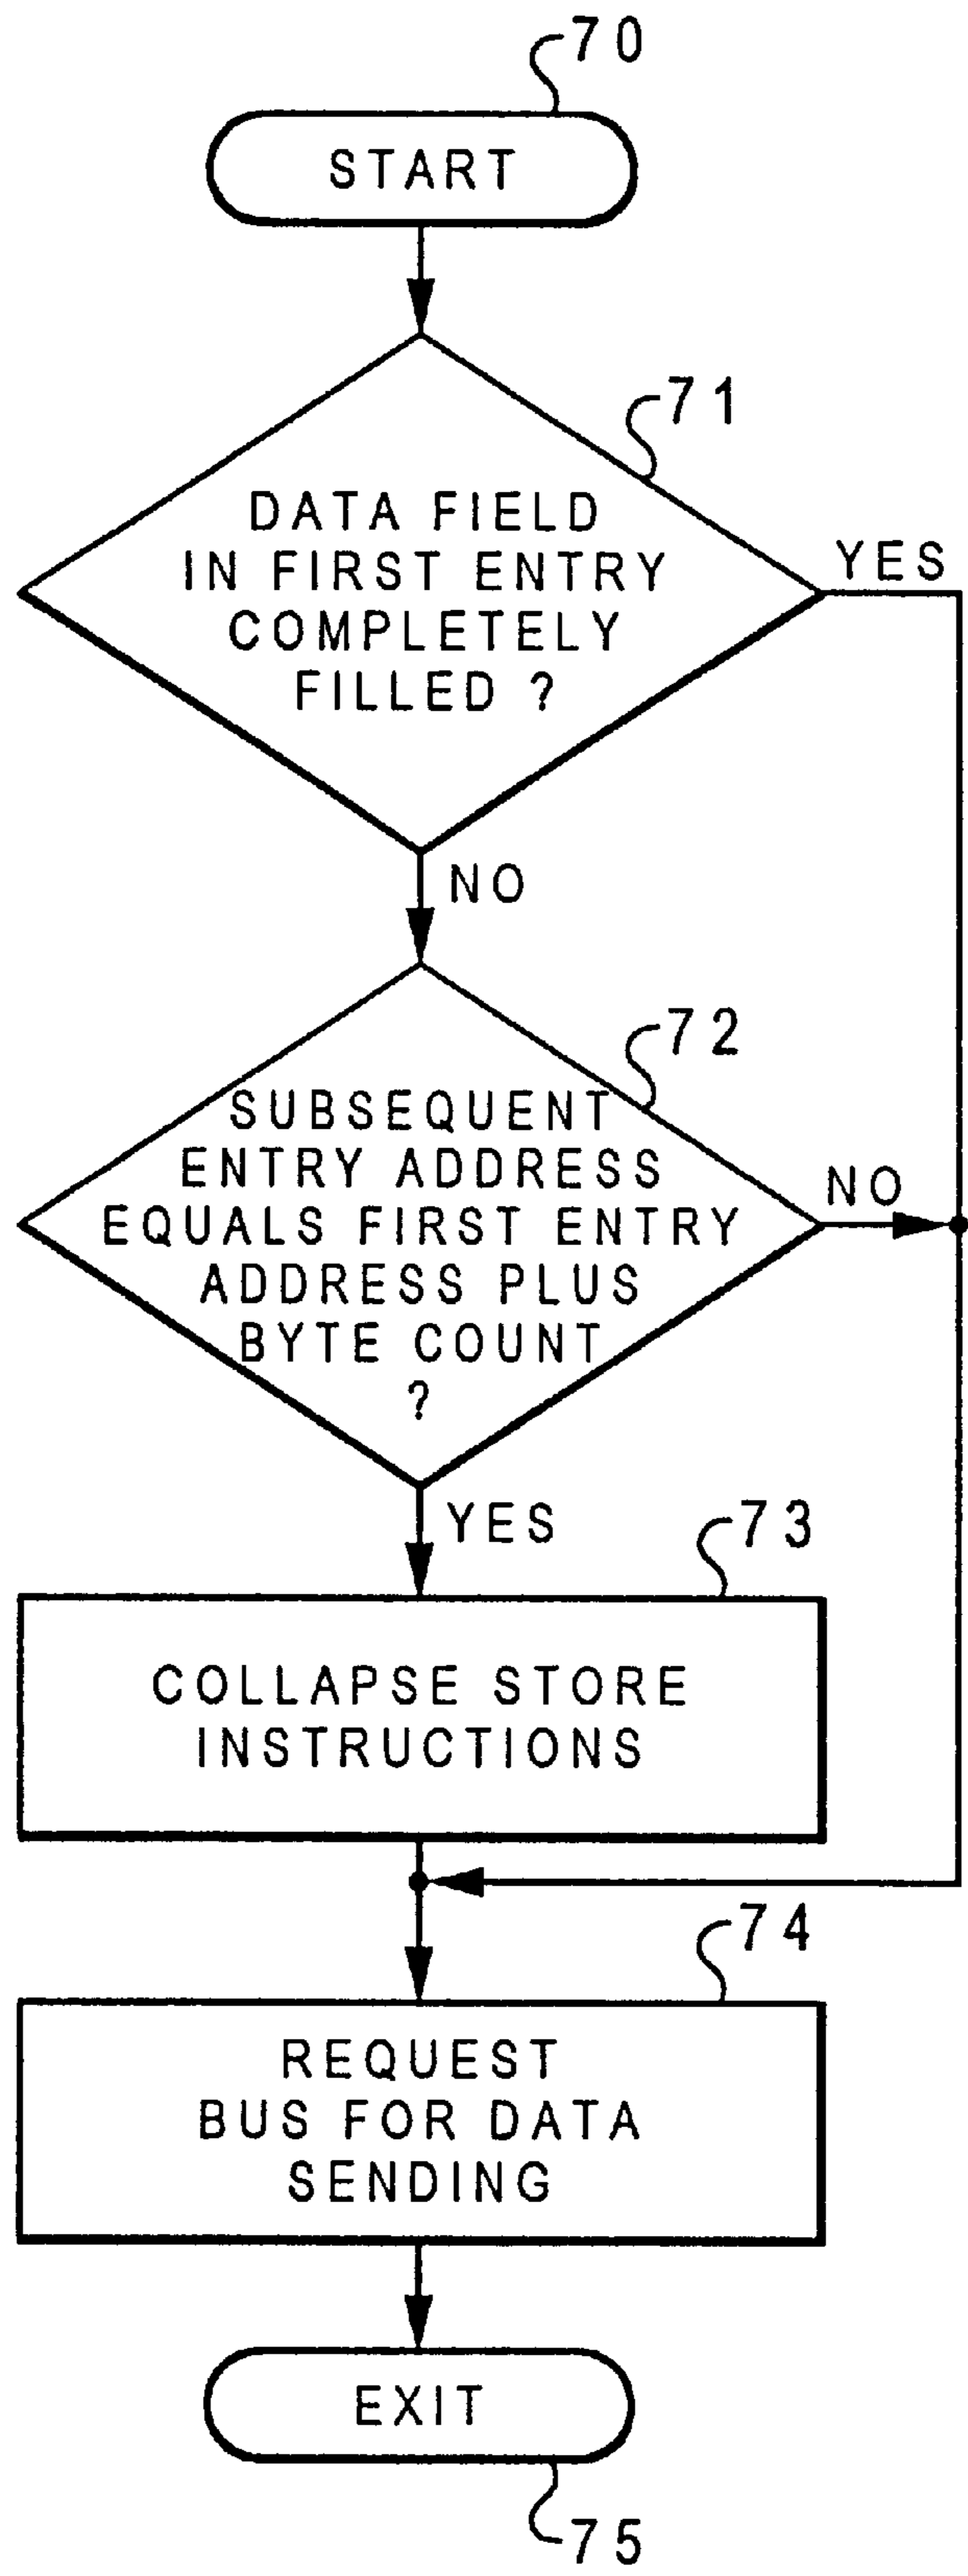 70
START
71
DATA FIELD
IN FIRST ENTRY
COMPLETELY
FILLED ?
YES
NO
72
SUBSEQUENT
ENTRY ADDRESS
EQUALS FIRST ENTRY
ADDRESS PLUS
BYTE COUNT
?
NO
YES
73
COLLAPSE STORE
INSTRUCTIONS
74
REQUEST
BUS FOR DATA
SENDING
EXIT
75